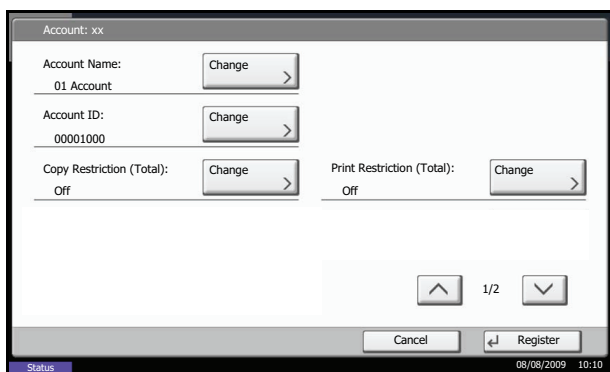 Account: xx
Account Name:
Change
01 Account
Account ID:
Change
00001000
Copy Restriction (Total):
Change
Off
Print Restriction (Total):
Change
Off
1/2
Cancel
Register
Status
08/08/2009 10:10